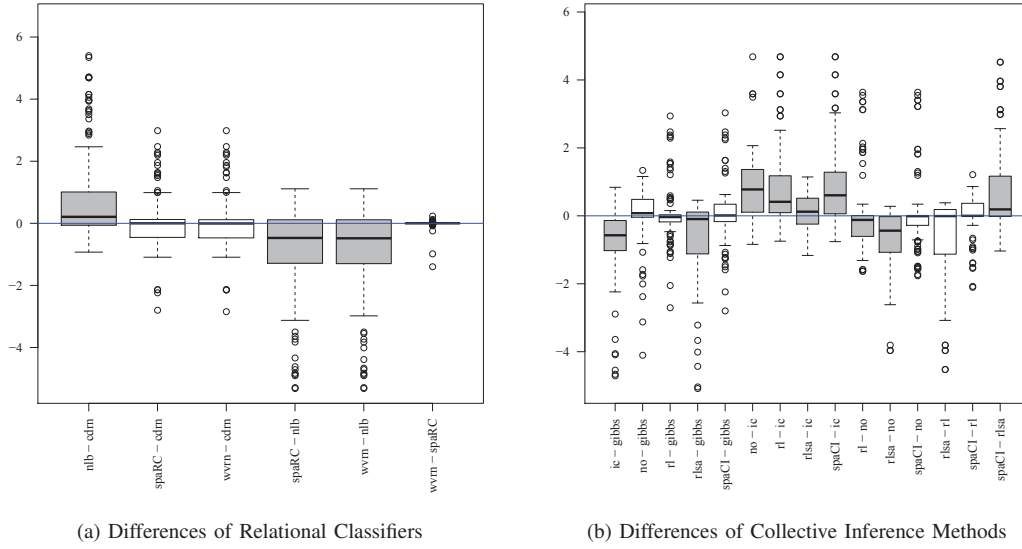 6
4
2
0
−2
−4
nlb − cdm
spaRC − cdm
wvrn − cdm
spaRC − nlb
wvrn − nlb
wvrn − spaRC
(a) Differences of Relational Classifiers
6
4
2
0
−2
−4
ic − gibbs
no − gibbs
rl − gibbs
rlsa − gibbs
spaCI − gibbs
no − ic
rl − ic
rlsa − ic
spaCI − ic
rl − no
rlsa − no
spaCI − no
rlsa − rl
spaCI − rl
spaCI − rlsa
(b) Differences of Collective Inference Methods